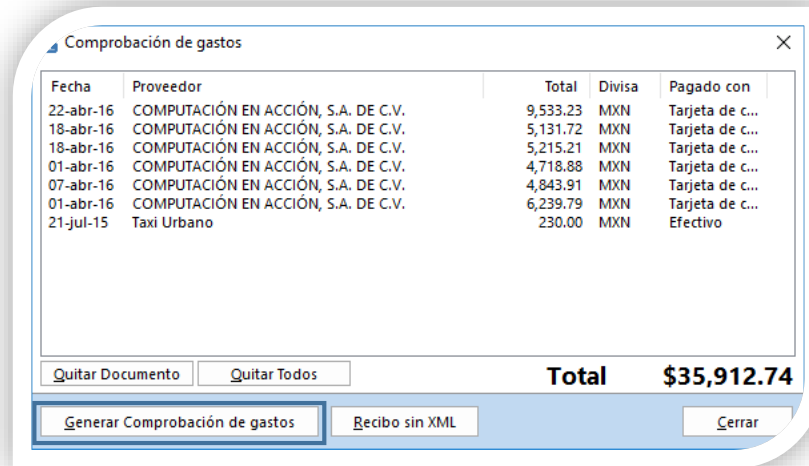 Comprobación de gastos
Fecha Proveedor Total Divisa Pagado con
22-abr-16 COMPUTACIÓN EN ACCIÓN, S.A. DE C.V. 9,533.23 MXN Tarjeta de c...
18-abr-16 COMPUTACIÓN EN ACCIÓN, S.A. DE C.V. 5,131.72 MXN Tarjeta de c...
18-abr-16 COMPUTACIÓN EN ACCIÓN, S.A. DE C.V. 5,215.21 MXN Tarjeta de c...
01-abr-16 COMPUTACIÓN EN ACCIÓN, S.A. DE C.V. 4,718.88 MXN Tarjeta de c...
07-abr-16 COMPUTACIÓN EN ACCIÓN, S.A. DE C.V. 4,843.91 MXN Tarjeta de c...
01-abr-16 COMPUTACIÓN EN ACCIÓN, S.A. DE C.V. 6,239.79 MXN Tarjeta de c...
21-jul-15 Taxi Urbano 230.00 MXN Efectivo
Quitar Documento Quitar Todos Total $35,912.74
Generar Comprobación de gastos Recibo sin XML Cerrar